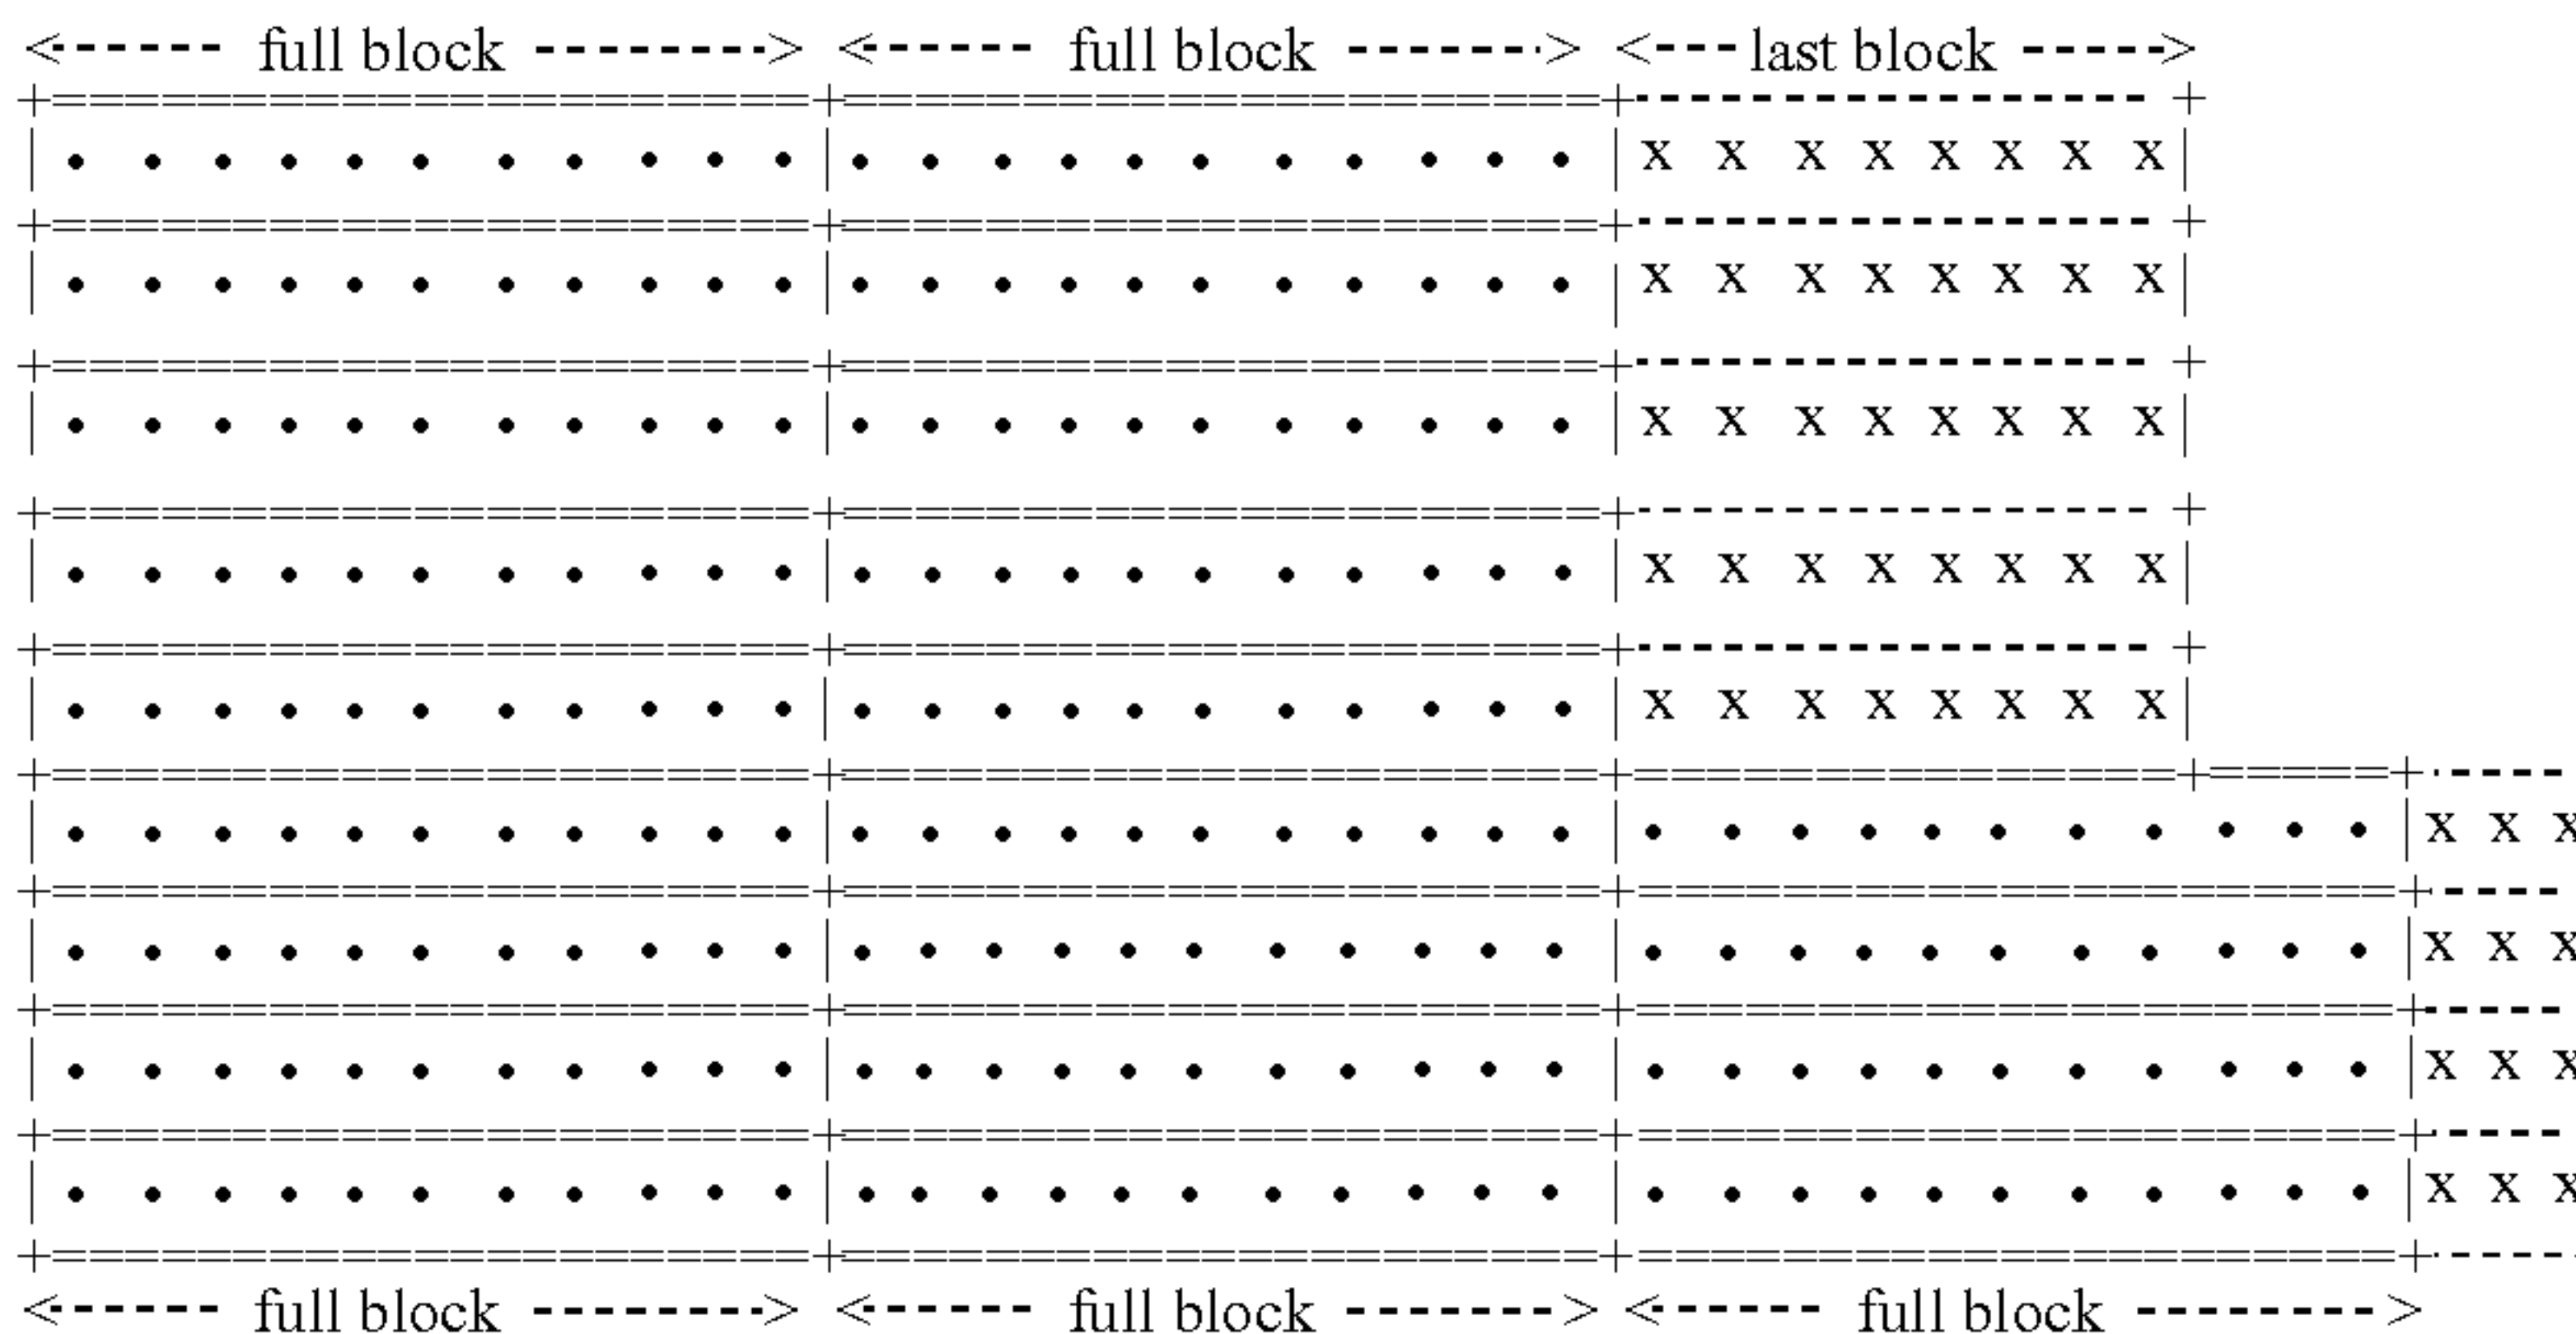 <------ full block --------> <------ full block -------> <--- last block ----->
+=====================+=====================+--------------- +
| • • • • • • • • • • • | • • • • • • • • • • • | x x x x x x x x |
+=====================+=====================+--------------- +
| • • • • • • • • • • • | • • • • • • • • • • • | x x x x x x x x |
+=====================+=====================+--------------- +
| • • • • • • • • • • • | • • • • • • • • • • • | x x x x x x x x |
+=====================+=====================+--------------- +
| • • • • • • • • • • • | • • • • • • • • • • • | x x x x x x x x |
+=====================+=====================+--------------- +
| • • • • • • • • • • • | • • • • • • • • • • • | x x x x x x x x |
+=====================+=====================+================+=====+ -----
| • • • • • • • • • • • | • • • • • • • • • • • | • • • • • • • • • • • | x x x
+=====================+=====================+=====================+ -----
| • • • • • • • • • • • | • • • • • • • • • • • | • • • • • • • • • • • | x x x
+=====================+=====================+=====================+-----
| • • • • • • • • • • • | • • • • • • • • • • • | • • • • • • • • • • • | x x x
+=====================+=====================+=====================+ -----
| • • • • • • • • • • • | • • • • • • • • • • • | • • • • • • • • • • • | x x x
+=====================+=====================+=====================+ -----
<------ full block --------> <------ full block --------> <------ full block -------->